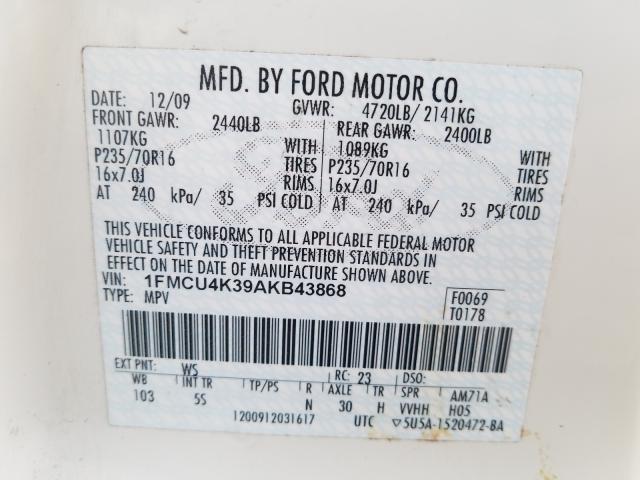 MFD. BY FORD MOTOR CO.
DATE: 12/09 GVWR: 4720LB/ 2141KG
FRONT GAWR: 2440LB REAR GAWR: 2400LB
1107KG WITH 1089KG WITH
P235/70R16 TIRES P235/70R16 TIRES
16x7.0J RIMS 16x7.0J RIMS
AT 240 kPa/ 35 PSI COLD AT 240 kPa/ 35 PSI COLD
THIS VEHICLE CONFORMS TO ALL APPLICABLE FEDERAL MOTOR
VEHICLE SAFETY AND THEFT PREVENTION STANDARDS IN
EFFECT ON THE DATE OF MANUFACTURE SHOWN ABOVE.
VIN: 1FMCU4K39AKB43868 F0069
TYPE: MPV T0178
EXT PNT: WS RC: 23 DSO:
WB INT TR TP/PS R AXLE TR SPR AM71A
103 5S N 30 H VVHH H05
1200912031617 UTC ▽5U5A-1520472-BA